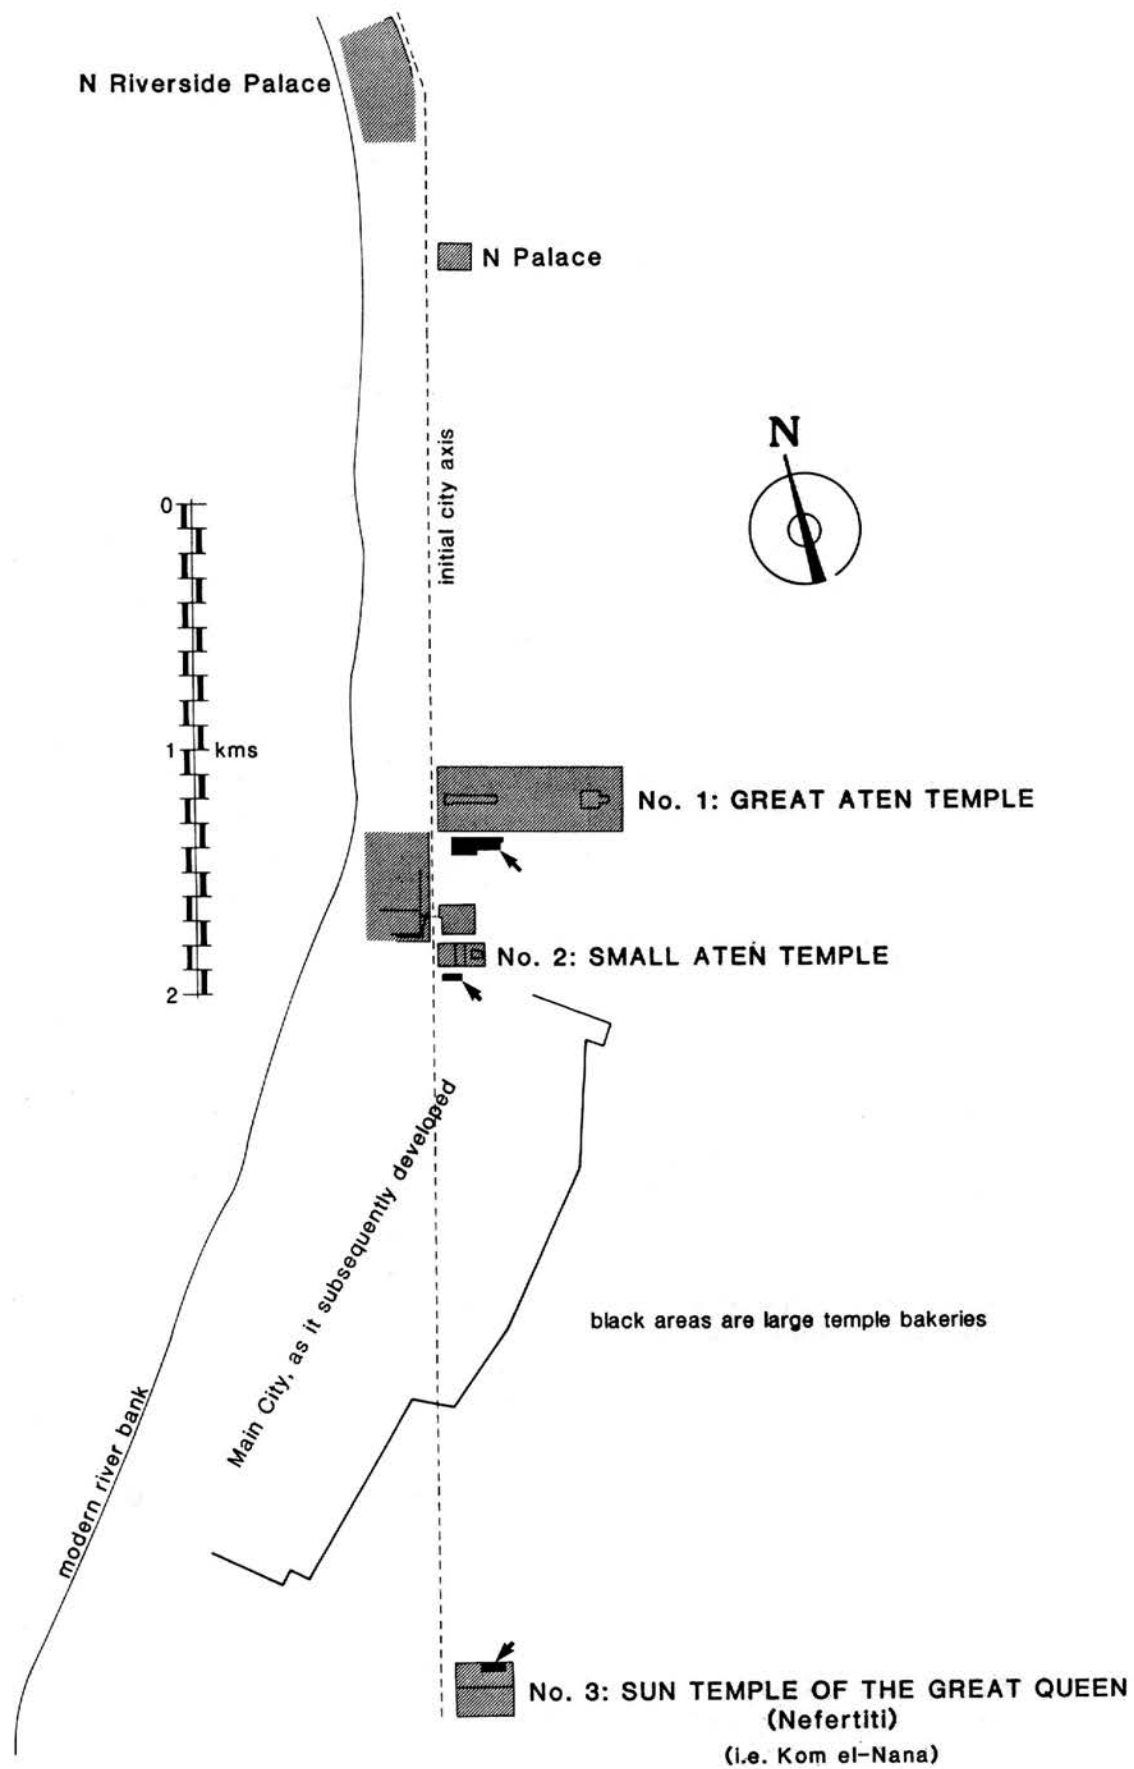 N Riverside Palace
N Palace
initial city axis
N
0
1 kms
2
No. 1: GREAT ATEN TEMPLE
No. 2: SMALL ATEN TEMPLE
Main City, as it subsequently developed
black areas are large temple bakeries
modern river bank
No. 3: SUN TEMPLE OF THE GREAT QUEEN
(Nefertiti)
(i.e. Kom el-Nana)